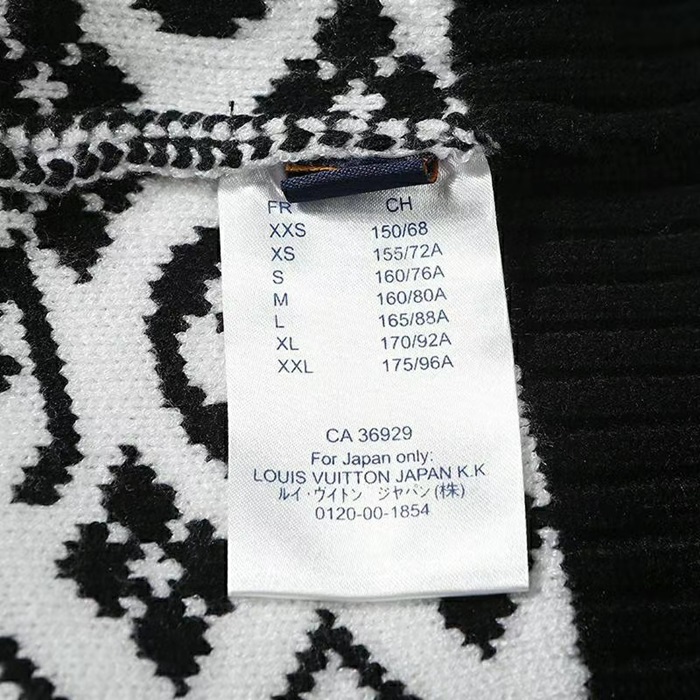 FR CH
XXS 150/68
XS 155/72A
S 160/76A
M 160/80A
L 165/88A
XL 170/92A
XXL 175/96A
CA 36929
For Japan only:
LOUIS VUITTON JAPAN K.K
ルイ・ヴイトン ジャパン(株)
0120-00-1854